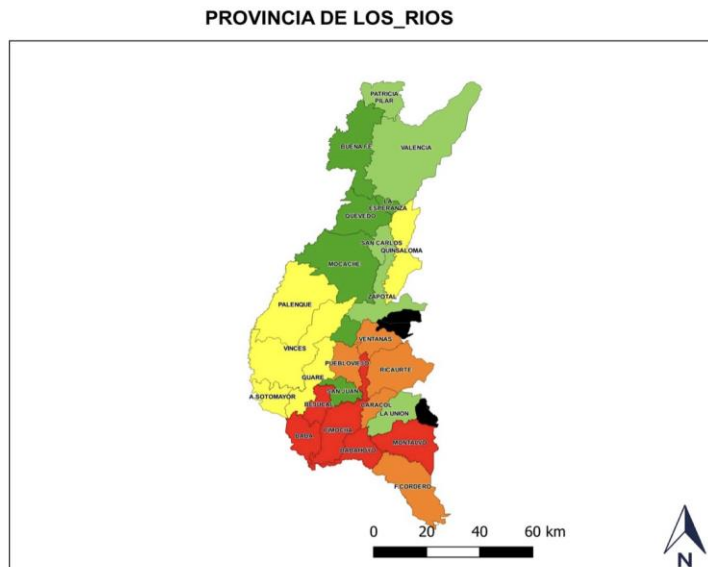 PROVINCIA DE LOS_RIOS
PATRICIA
PILAR
BUENA FE
VALENCIA
LA
ESPERANZA
QUEVEDO
SAN CARLOS
QUINSALOMA
MOCACHE
PALENQUE
ZAPOTAL
VENTANAS
VINCES
PUEBLOVIEJO
RICAURTE
GUARE
SAN JUAN
A.SOTOMAYOR
CARACOL
LA UNION
BABA
PIMOCHA
BABAHOYO
MONTALVO
F.CORDERO
0 20 40 60 km
N